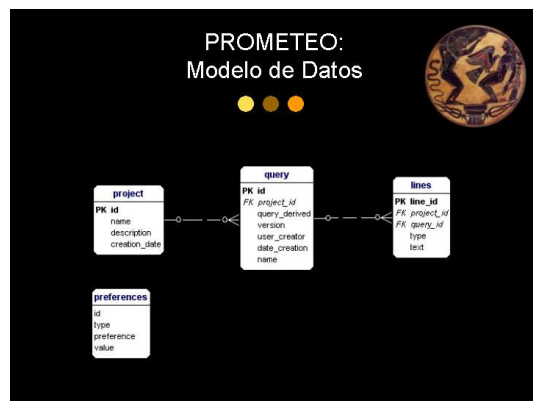 PROMETEO:
Modelo de Datos
project
PK id
name
description
creation_date
query
PK id
FK project_id
query_derived
version
user_creator
date_creation
name
lines
PK line_id
FK project_id
FK query_id
type
text
preferences
id
type
preference
value